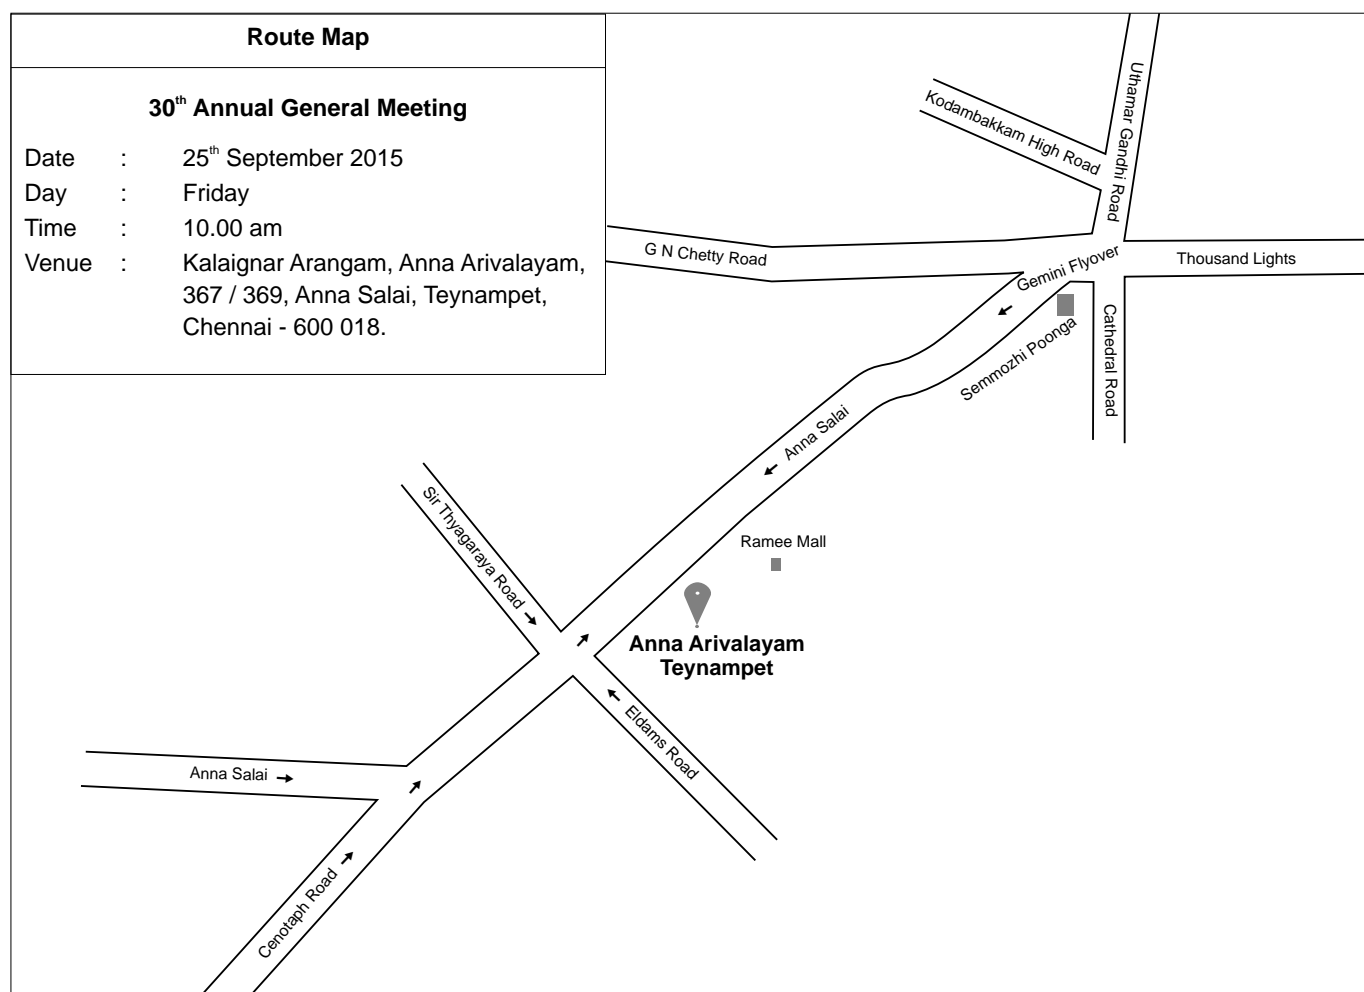 Route Map
30th Annual General Meeting
Date : 25th September 2015
Day : Friday
Time : 10.00 am
Venue : Kalaignar Arangam, Anna Arivalayam,
367 / 369, Anna Salai, Teynampet,
Chennai - 600 018.
Uthamar Gandhi Road
Kodambakkam High Road
G N Chetty Road
Gemini Flyover
Thousand Lights
Semmozhi Poonga
Cathedral Road
Anna Salai
Sir Thyagaraya Road
Ramee Mall
Anna Arivalayam
Teynampet
Eldams Road
Anna Salai
Cenotaph Road